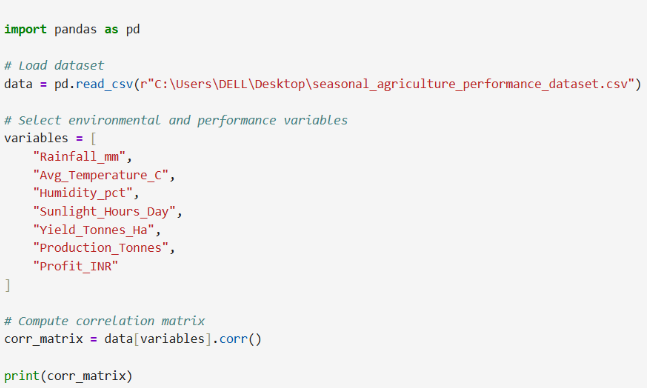 import pandas as pd
# Load dataset
data = pd.read_csv(r"C:\Users\DELL\Desktop\seasonal_agriculture_performance_dataset.csv")
# Select environmental and performance variables
variables = [
    "Rainfall_mm",
    "Avg_Temperature_C",
    "Humidity_pct",
    "Sunlight_Hours_Day",
    "Yield_Tonnes_Ha",
    "Production_Tonnes",
    "Profit_INR"
]
# Compute correlation matrix
corr_matrix = data[variables].corr()
print(corr_matrix)